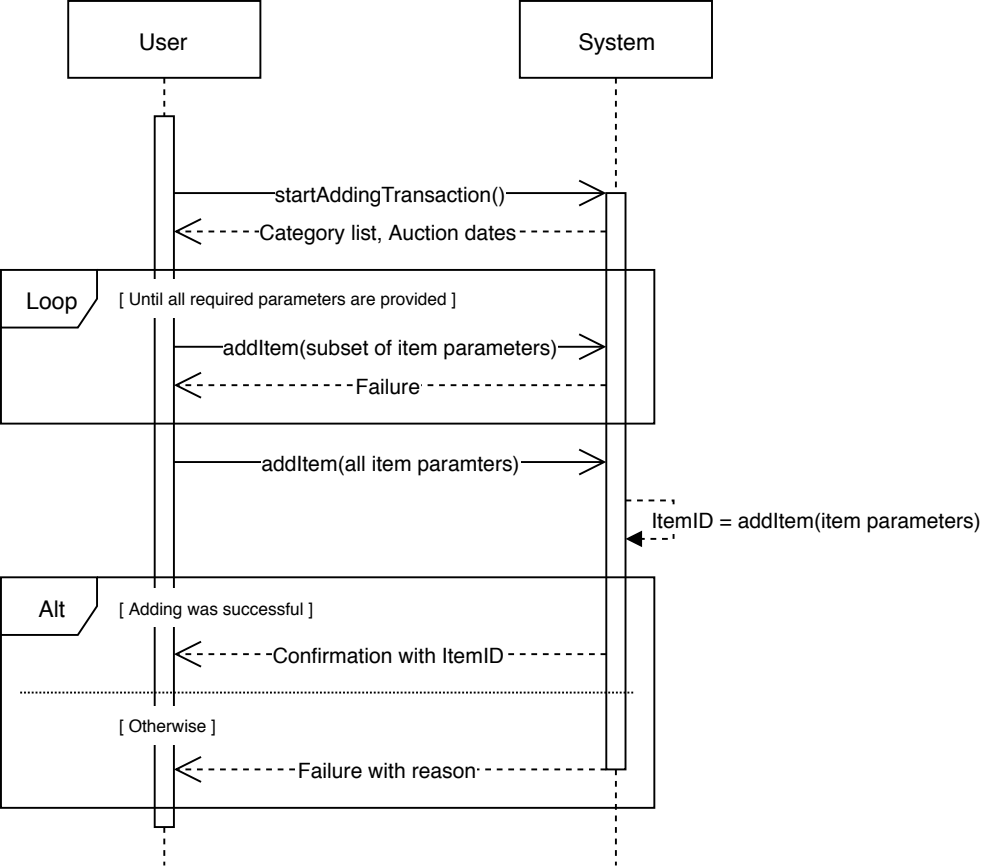 User
System
startAddingTransaction()
Category list, Auction dates
Loop
[ Until all required parameters are provided ]
addItem(subset of item parameters)
Failure
addItem(all item paramters)
ItemID = addItem(item parameters)
Alt
[ Adding was successful ]
Confirmation with ItemID
[ Otherwise ]
Failure with reason